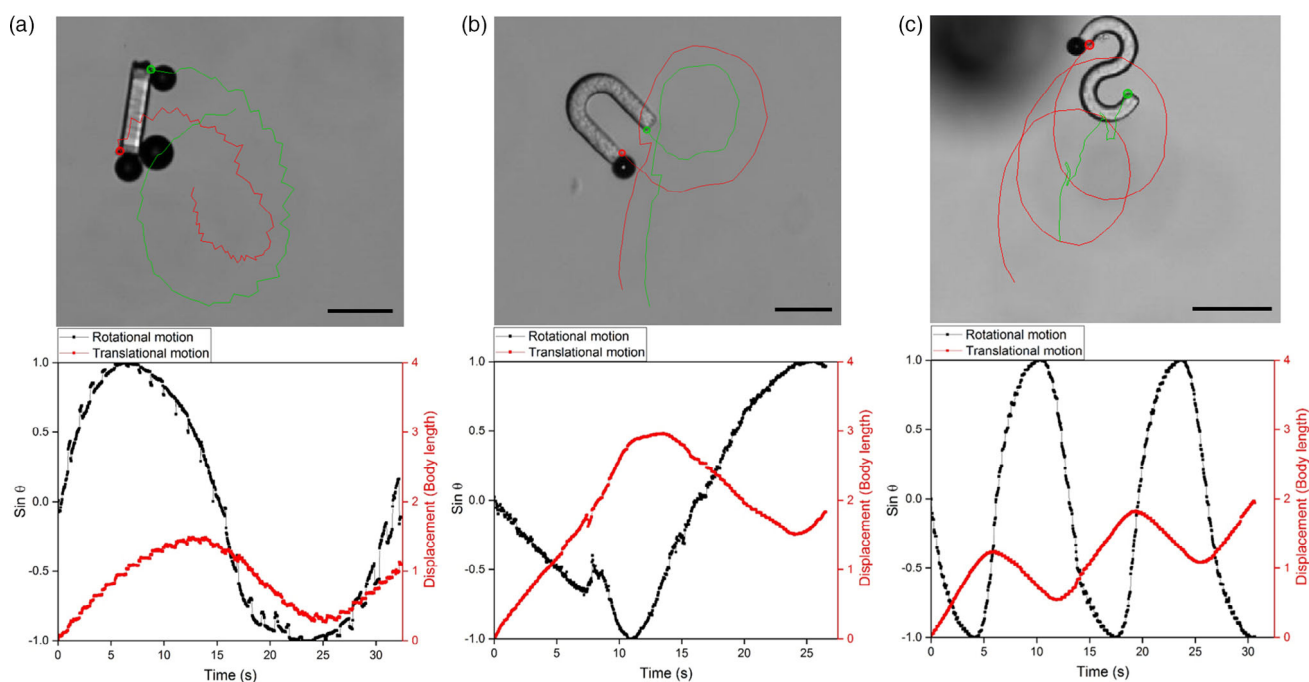 (a)
(b)
(c)
Rotational motion
Translational motion
1.0
0.5
0.0
-0.5
-1.0
Sin θ
4
3
2
1
0
Displacement (Body length)
0 5 10 15 20 25 30
Time (s)
Rotational motion
Translational motion
1.0
0.5
0.0
-0.5
-1.0
Sin θ
4
3
2
1
0
Displacement (Body length)
0 5 10 15 20 25
Time (s)
Rotational motion
Translational motion
1.0
0.5
0.0
-0.5
-1.0
Sin θ
4
3
2
1
0
Displacement (Body length)
0 5 10 15 20 25 30
Time (s)